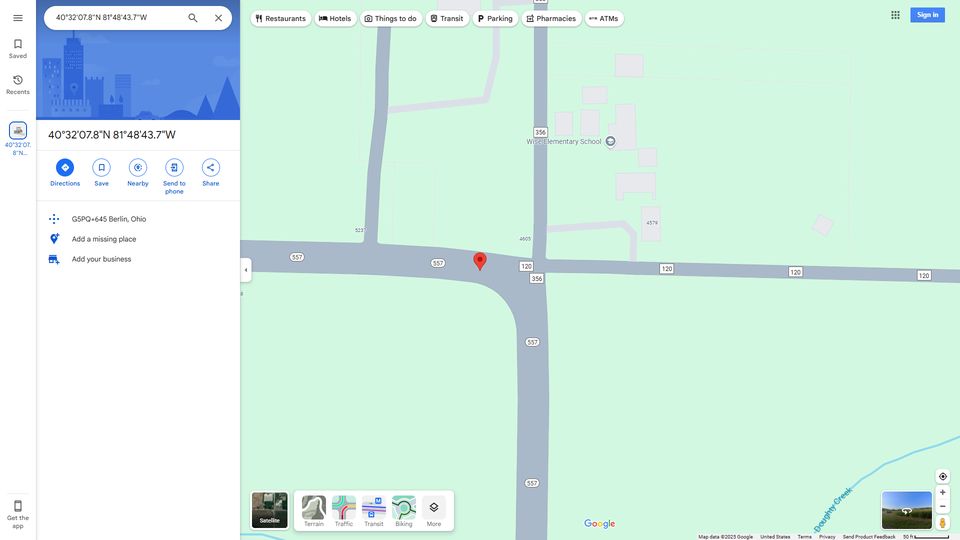 40°32'07.8"N 81°48'43.7"W
Restaurants
Hotels
Things to do
Transit
Parking
Pharmacies
ATMs
Sign in
Saved
Recents
40°32'07.
8"N...
40°32'07.8"N 81°48'43.7"W
Directions
Save
Nearby
Send to
phone
Share
G5PQ+645 Berlin, Ohio
Add a missing place
Add your business
Get the
app
356
Wise Elementary School
4579
523
4605
557
557
120
356
120
120
120
557
557
Doughty Creek
Satellite
Terrain
Traffic
Transit
Biking
More
Google
Map data ©2025 Google
United States
Terms
Privacy
Send Product Feedback
50 ft